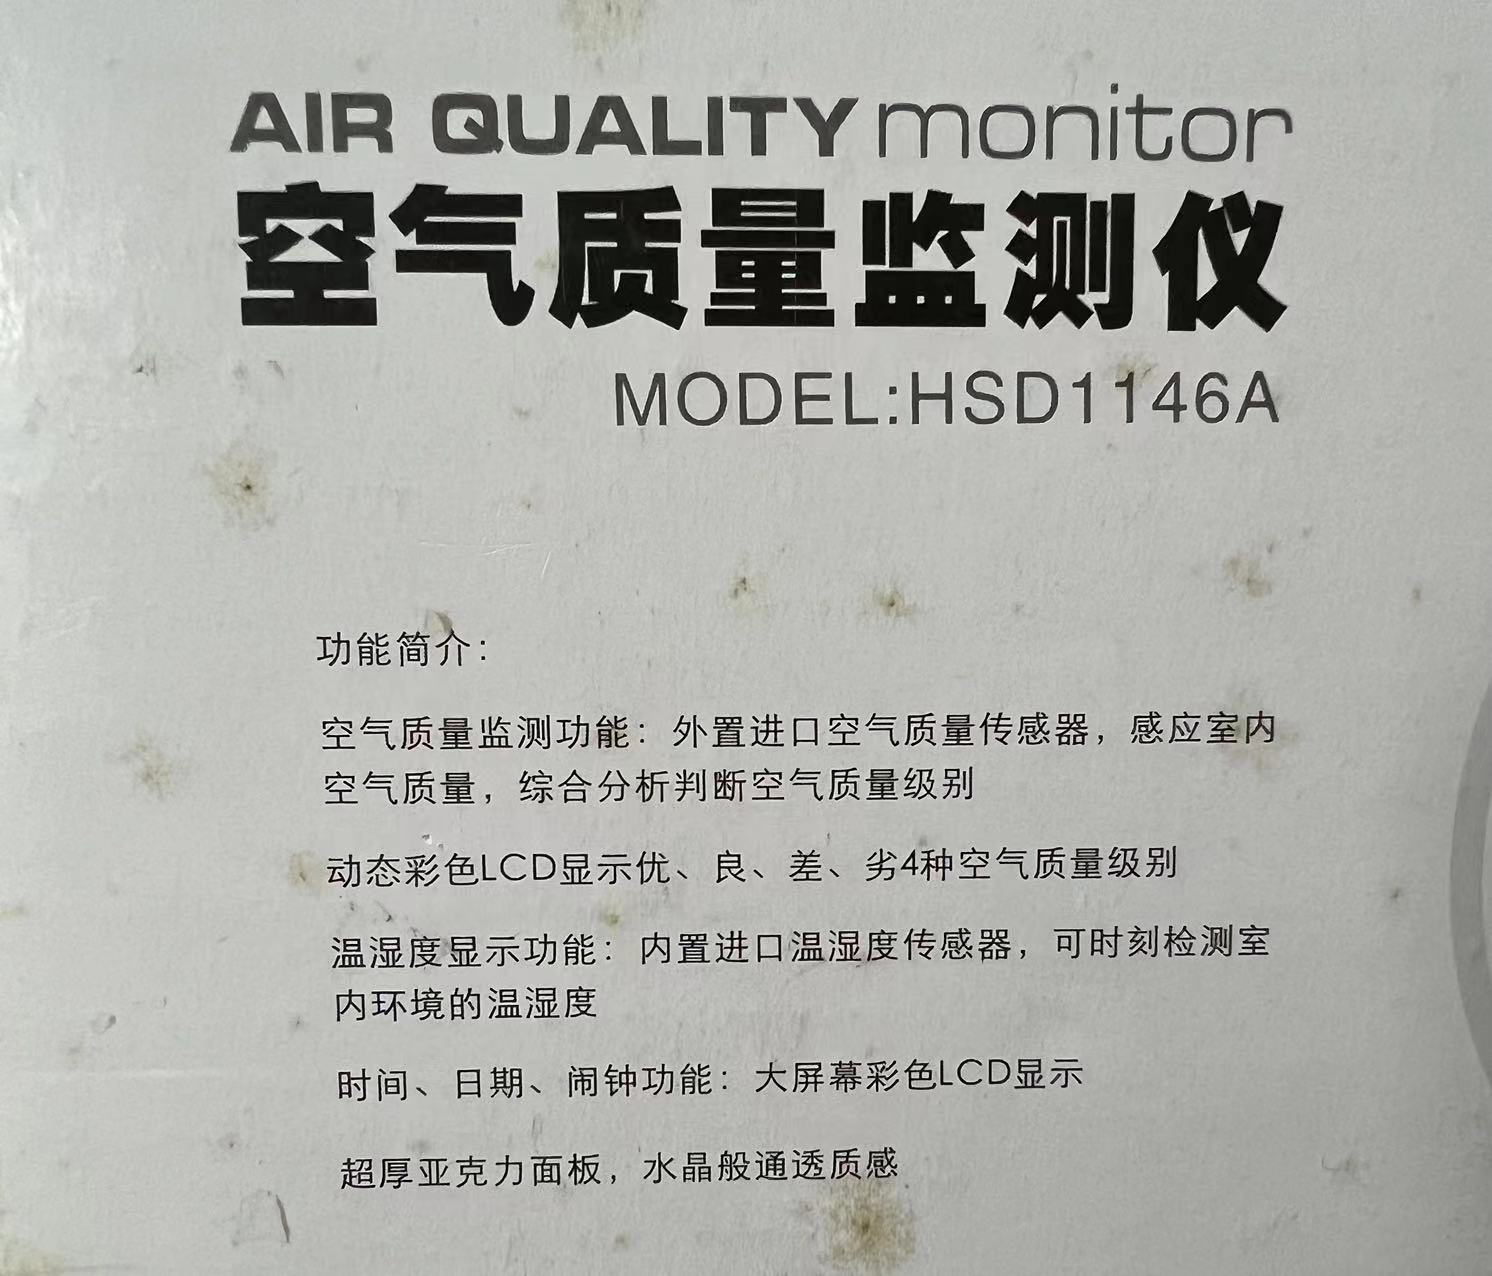 AIR QUALITY monitor
空气质量监测仪
MODEL:HSD1146A
功能简介：
空气质量监测功能：外置进口空气质量传感器，感应室内
空气质量，综合分析判断空气质量级别
动态彩色LCD显示优、良、差、劣4种空气质量级别
温湿度显示功能：内置进口温湿度传感器，可时刻检测室
内环境的温湿度
时间、日期、闹钟功能：大屏幕彩色LCD显示
超厚亚克力面板，水晶般通透质感